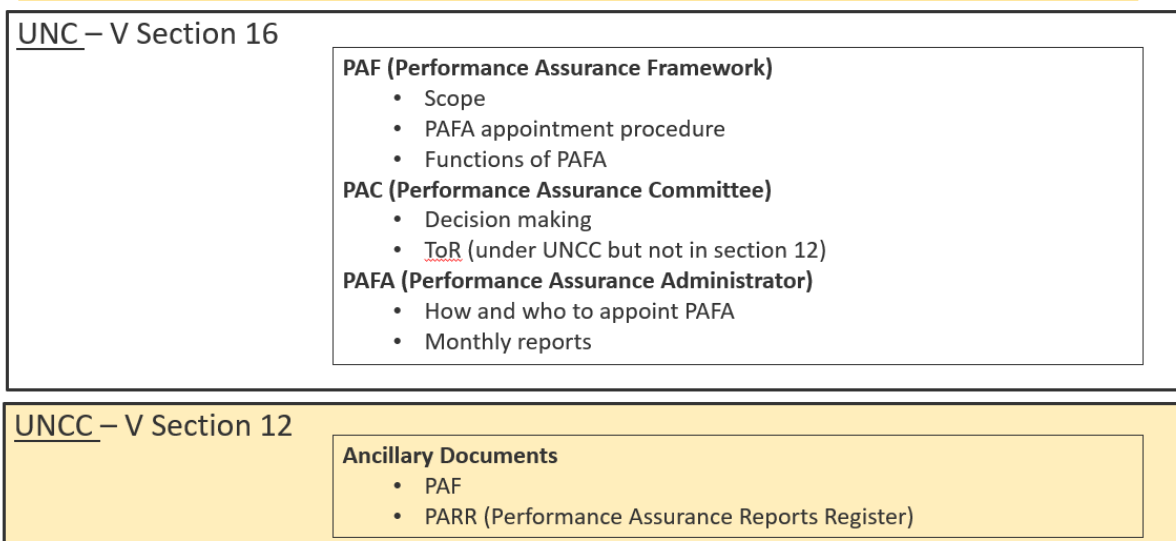 UNC – V Section 16
PAF (Performance Assurance Framework)
• Scope
• PAFA appointment procedure
• Functions of PAFA
PAC (Performance Assurance Committee)
• Decision making
• ToR (under UNCC but not in section 12)
PAFA (Performance Assurance Administrator)
• How and who to appoint PAFA
• Monthly reports
UNCC – V Section 12
Ancillary Documents
• PAF
• PARR (Performance Assurance Reports Register)